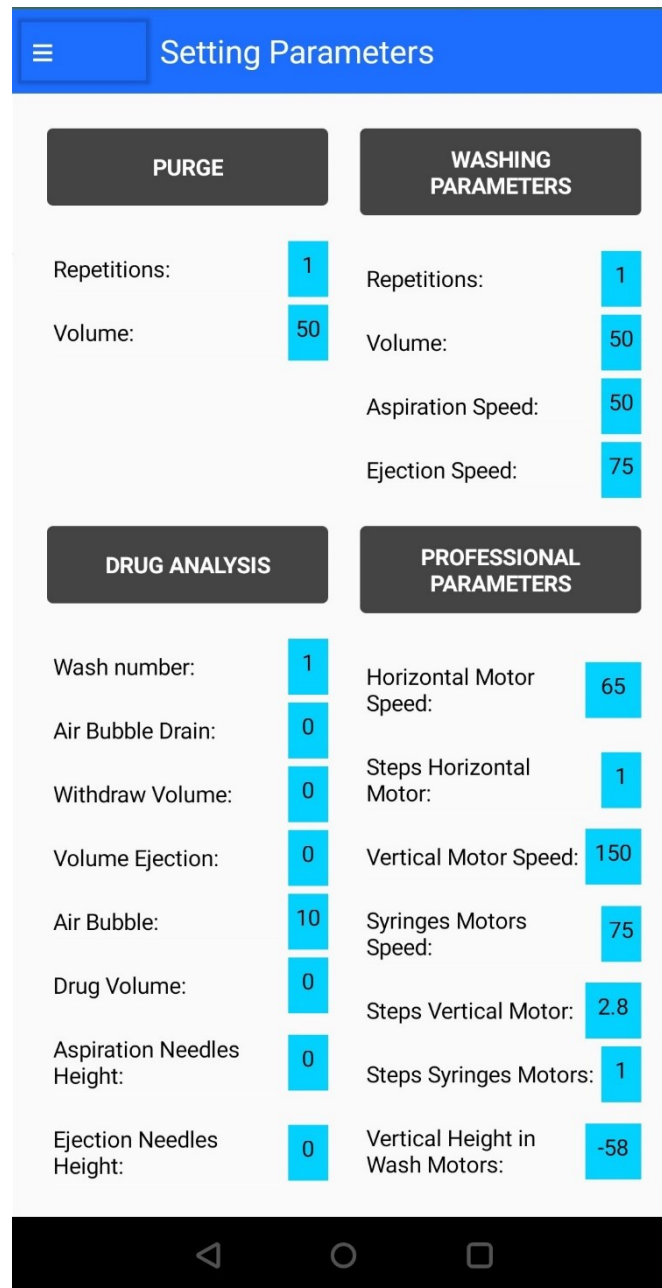 Setting Parameters
PURGE
Repetitions: 1
Volume: 50
WASHING
PARAMETERS
Repetitions: 1
Volume: 50
Aspiration Speed: 50
Ejection Speed: 75
DRUG ANALYSIS
Wash number: 1
Air Bubble Drain: 0
Withdraw Volume: 0
Volume Ejection: 0
Air Bubble: 10
Drug Volume: 0
Aspiration Needles
Height: 0
Ejection Needles
Height: 0
PROFESSIONAL
PARAMETERS
Horizontal Motor
Speed: 65
Steps Horizontal
Motor: 1
Vertical Motor Speed: 150
Syringes Motors
Speed: 75
Steps Vertical Motor: 2.8
Steps Syringes Motors: 1
Vertical Height in
Wash Motors: -58